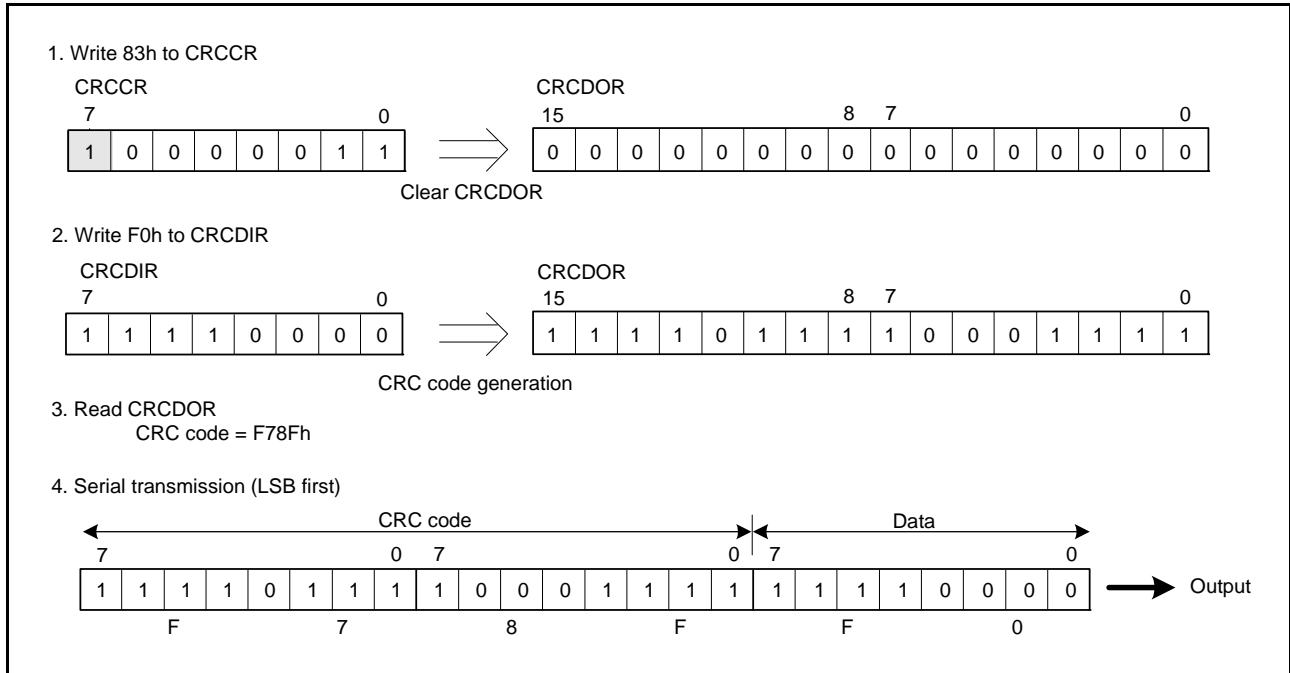 1. Write 83h to CRCCR
CRCCR CRCDOR
7 0 15 8 7 0
1 0 0 0 0 0 1 1 0 0 0 0 0 0 0 0 0 0 0 0 0 0 0 0
Clear CRCDOR
2. Write F0h to CRCDIR
CRCDIR CRCDOR
7 0 15 8 7 0
1 1 1 1 0 0 0 0 1 1 1 1 0 1 1 1 1 0 0 0 1 1 1 1
CRC code generation
3. Read CRCDOR
CRC code = F78Fh
4. Serial transmission (LSB first)
CRC code Data
7 0 7 0 7 0
1 1 1 1 0 1 1 1 1 0 0 0 1 1 1 1 1 1 1 1 0 0 0 0 Output
F 7 8 F F 0